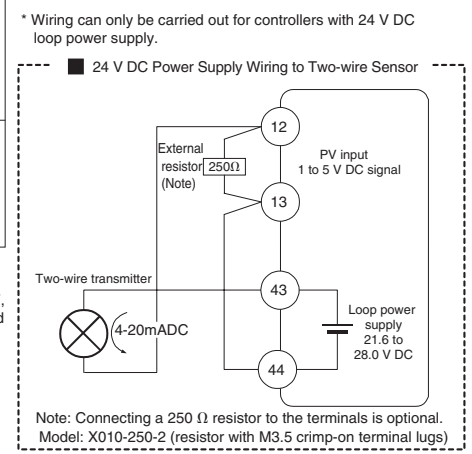 * Wiring can only be carried out for controllers with 24 V DC
loop power supply.
■ 24 V DC Power Supply Wiring to Two-wire Sensor
12
External
resistor
(Note)
250Ω
PV input
1 to 5 V DC signal
13
Two-wire transmitter
43
4-20mADC
Loop power
supply
21.6 to
28.0 V DC
44
Note: Connecting a 250 Ω resistor to the terminals is optional.
Model: X010-250-2 (resistor with M3.5 crimp-on terminal lugs)